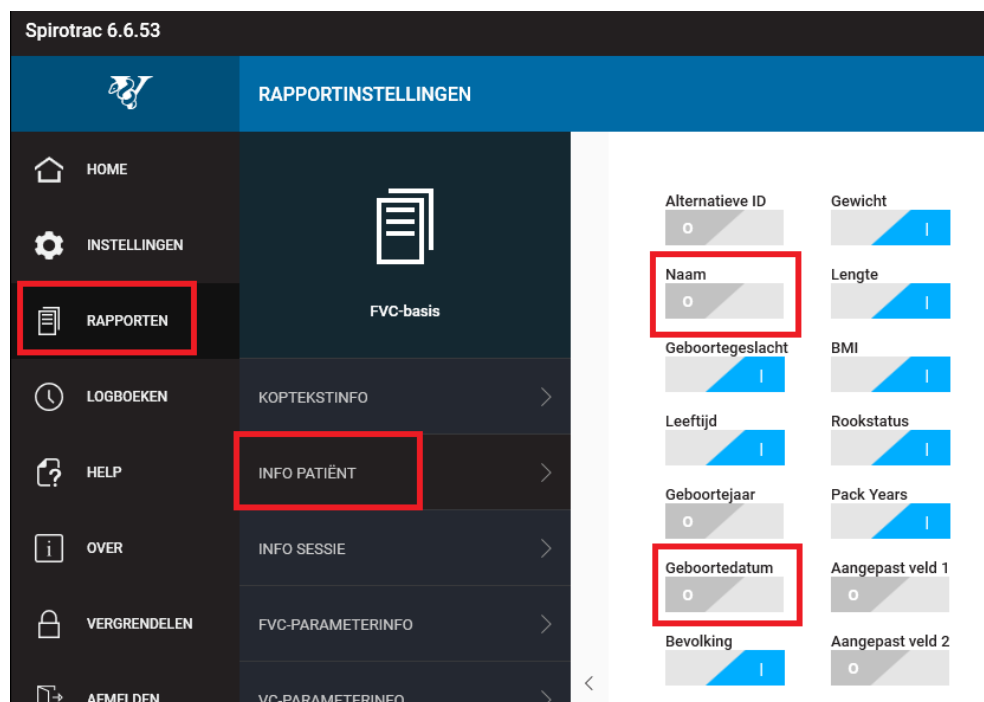 Spirotrac 6.6.53
RAPPORTINSTELLINGEN
HOME
INSTELLINGEN
RAPPORTEN
LOGBOEKEN
HELP
OVER
VERGRENDELEN
AFMELDEN
FVC-basis
KOPTEKSTINFO
INFO PATIËNT
INFO SESSIE
FVC-PARAMETERINFO
VC-PARAMETERINFO
Alternatieve ID
O
Naam
O
Geboortegeslacht
I
Leeftijd
I
Geboortejaar
O
Geboortedatum
O
Bevolking
I
Gewicht
I
Lengte
I
BMI
I
Rookstatus
I
Pack Years
I
Aangepast veld 1
O
Aangepast veld 2
O